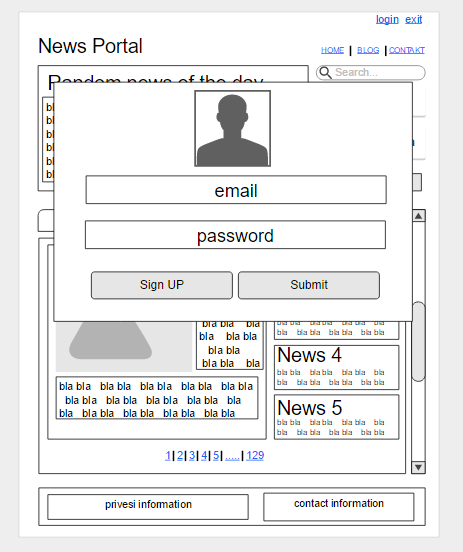 login exit
News Portal
HOME | BLOG | CONTAKT
Random news of the day
Search...
bla
bla
bla
bla
bla
bla
email
password
Sign UP Submit
bla bla bla
bla bla bla
bla bla
bla bla bla
bla bla bla bla bla bla bla bla bla bla
bla bla bla bla bla bla bla bla bla
bla bla bla bla bla bla bla bla bla
bla bla bla bla bla bla bla
bla bla bla bla bla bla
News 4
bla bla bla bla bla bla bla
bla bla bla bla bla bla
News 5
bla bla bla bla bla bla bla
bla bla bla bla bla bla
1 | 2 | 3 | 4 | 5 | ..... | 129
privesi information
contact information